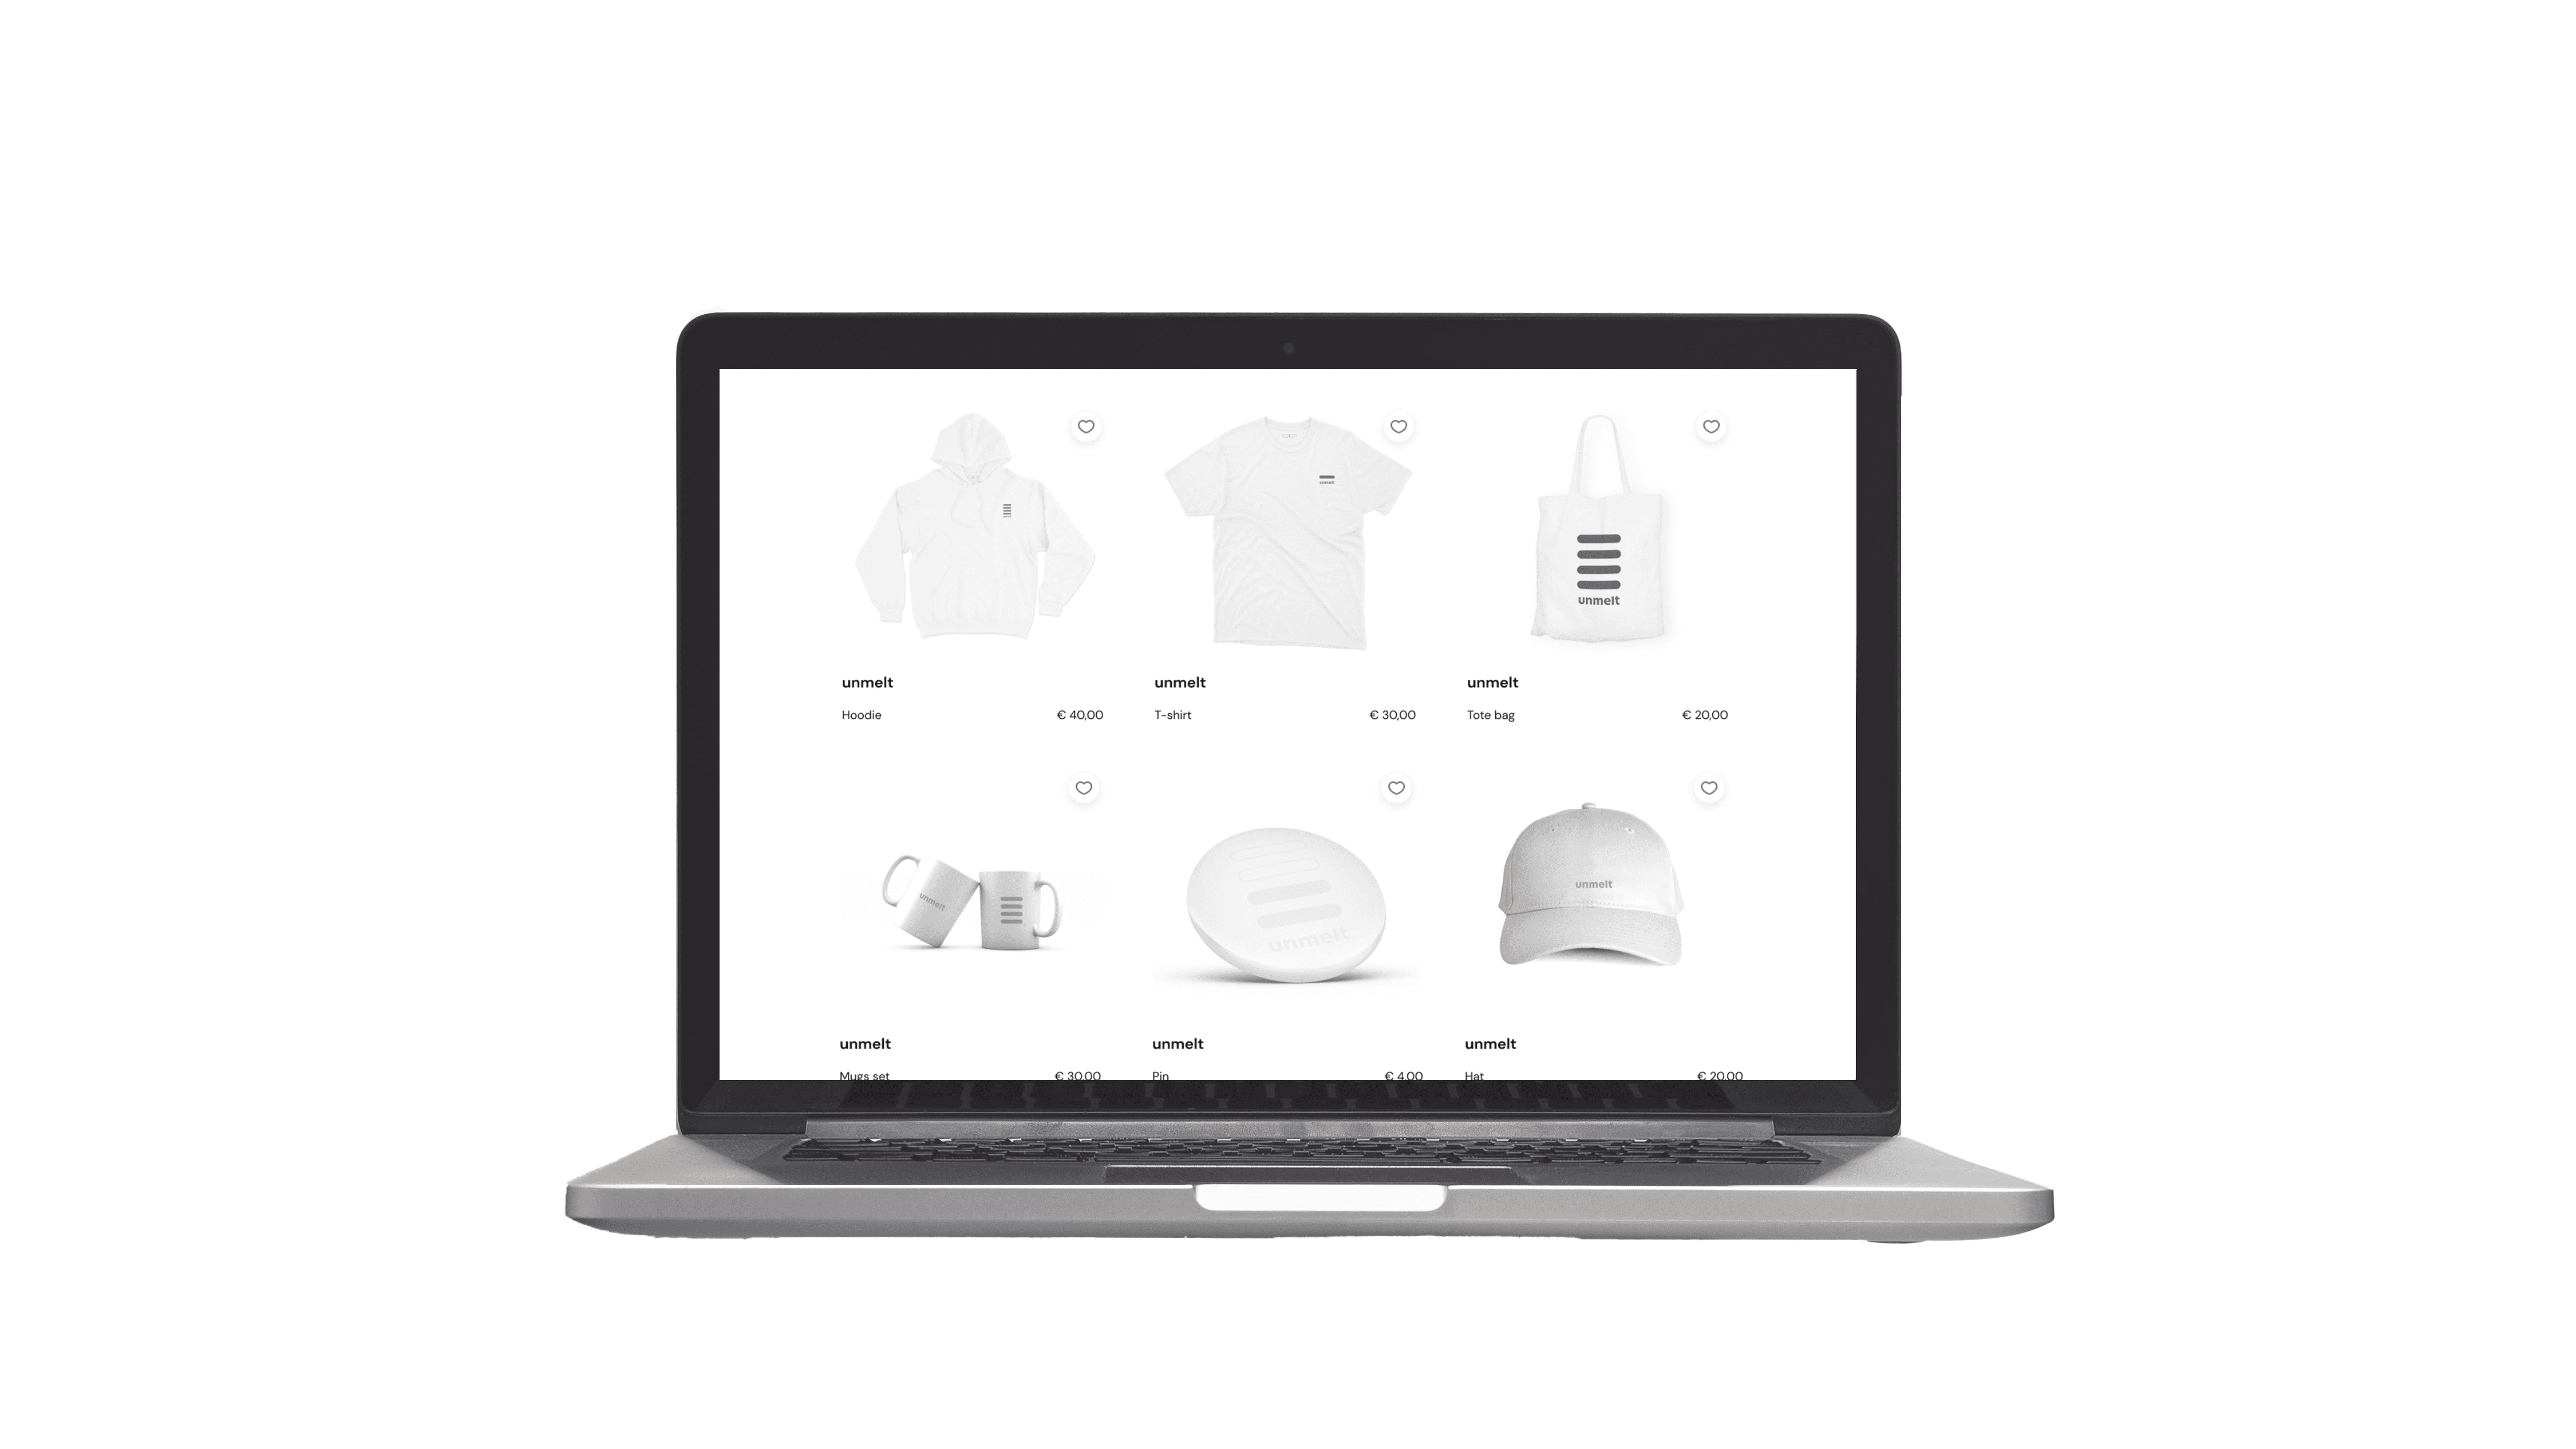 unmelt
unmelt
unmelt unmelt unmelt
Hoodie € 40,00 T-shirt € 30,00 Tote bag € 20,00
unmelt
unmelt
unmelt
unmelt unmelt unmelt
Mugs set € 30,00 Pin € 4,00 Hat € 20,00